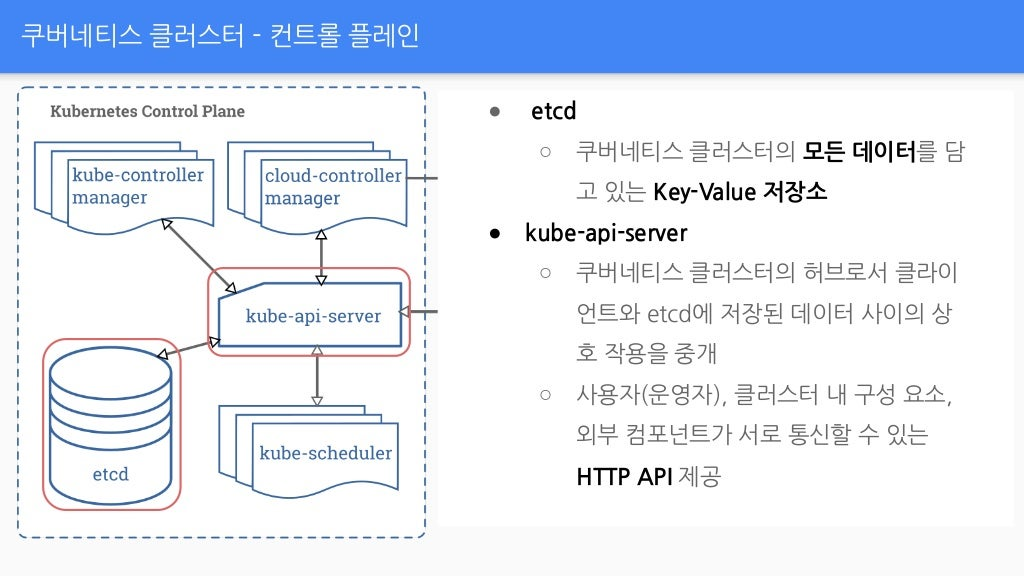 쿠버네티스 클러스터 - 컨트롤 플레인
Kubernetes Control Plane
kube-controller
manager
cloud-controller
manager
kube-api-server
etcd
kube-scheduler
● etcd
○ 쿠버네티스 클러스터의 모든 데이터를 담
고 있는 Key-Value 저장소
● kube-api-server
○ 쿠버네티스 클러스터의 허브로서 클라이
언트와 etcd에 저장된 데이터 사이의 상
호 작용을 중개
○ 사용자(운영자), 클러스터 내 구성 요소,
외부 컴포넌트가 서로 통신할 수 있는
HTTP API 제공